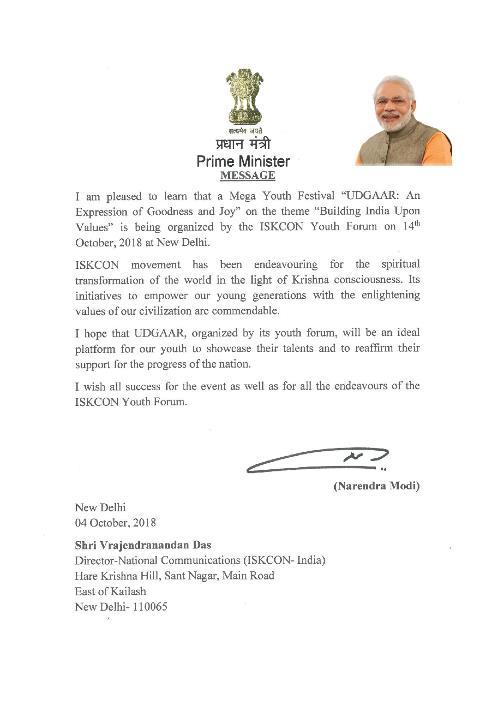 सत्यमेव जयते
प्रधान मंत्री
Prime Minister
MESSAGE
I am pleased to learn that a Mega Youth Festival “UDGAAR: An
Expression of Goodness and Joy” on the theme “Building India Upon
Values” is being organized by the ISKCON Youth Forum on 14th
October, 2018 at New Delhi.
ISKCON movement has been endeavouring for the spiritual
transformation of the world in the light of Krishna consciousness. Its
initiatives to empower our young generations with the enlightening
values of our civilization are commendable.
I hope that UDGAAR, organized by its youth forum, will be an ideal
platform for our youth to showcase their talents and to reaffirm their
support for the progress of the nation.
I wish all success for the event as well as for all the endeavours of the
ISKCON Youth Forum.
(Narendra Modi)
New Delhi
04 October, 2018
Shri Vrajendranandan Das
Director-National Communications (ISKCON- India)
Hare Krishna Hill, Sant Nagar, Main Road
East of Kailash
New Delhi- 110065